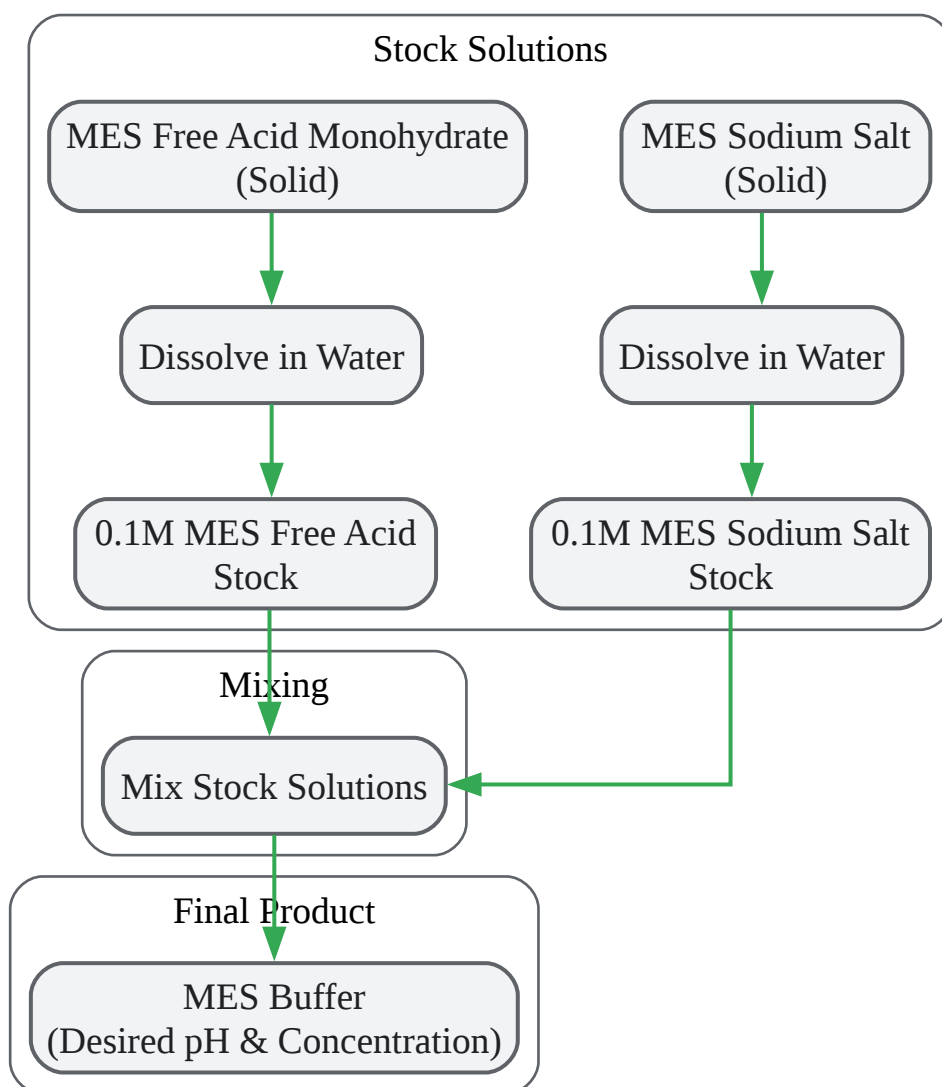 Stock Solutions
MES Free Acid Monohydrate
(Solid)
MES Sodium Salt
(Solid)
Dissolve in Water
Dissolve in Water
0.1M MES Free Acid
Stock
0.1M MES Sodium Salt
Stock
Mixing
Mix Stock Solutions
Final Product
MES Buffer
(Desired pH & Concentration)